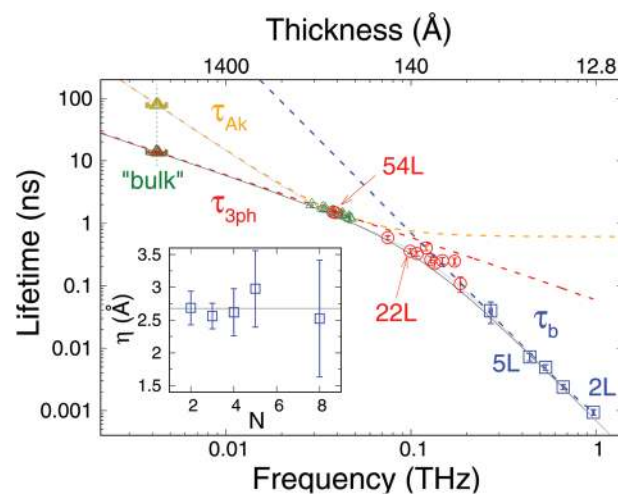 Thickness (Å)
1400 140 12.8
100
10
1
0.1
0.01
0.001
Lifetime (ns)
τAk
"bulk"
τ3ph
54L
22L
τb
5L
2L
3.5
3
2.5
2
1.5
η (Å)
2 4 6 8
N
0.01 0.1 1
Frequency (THz)